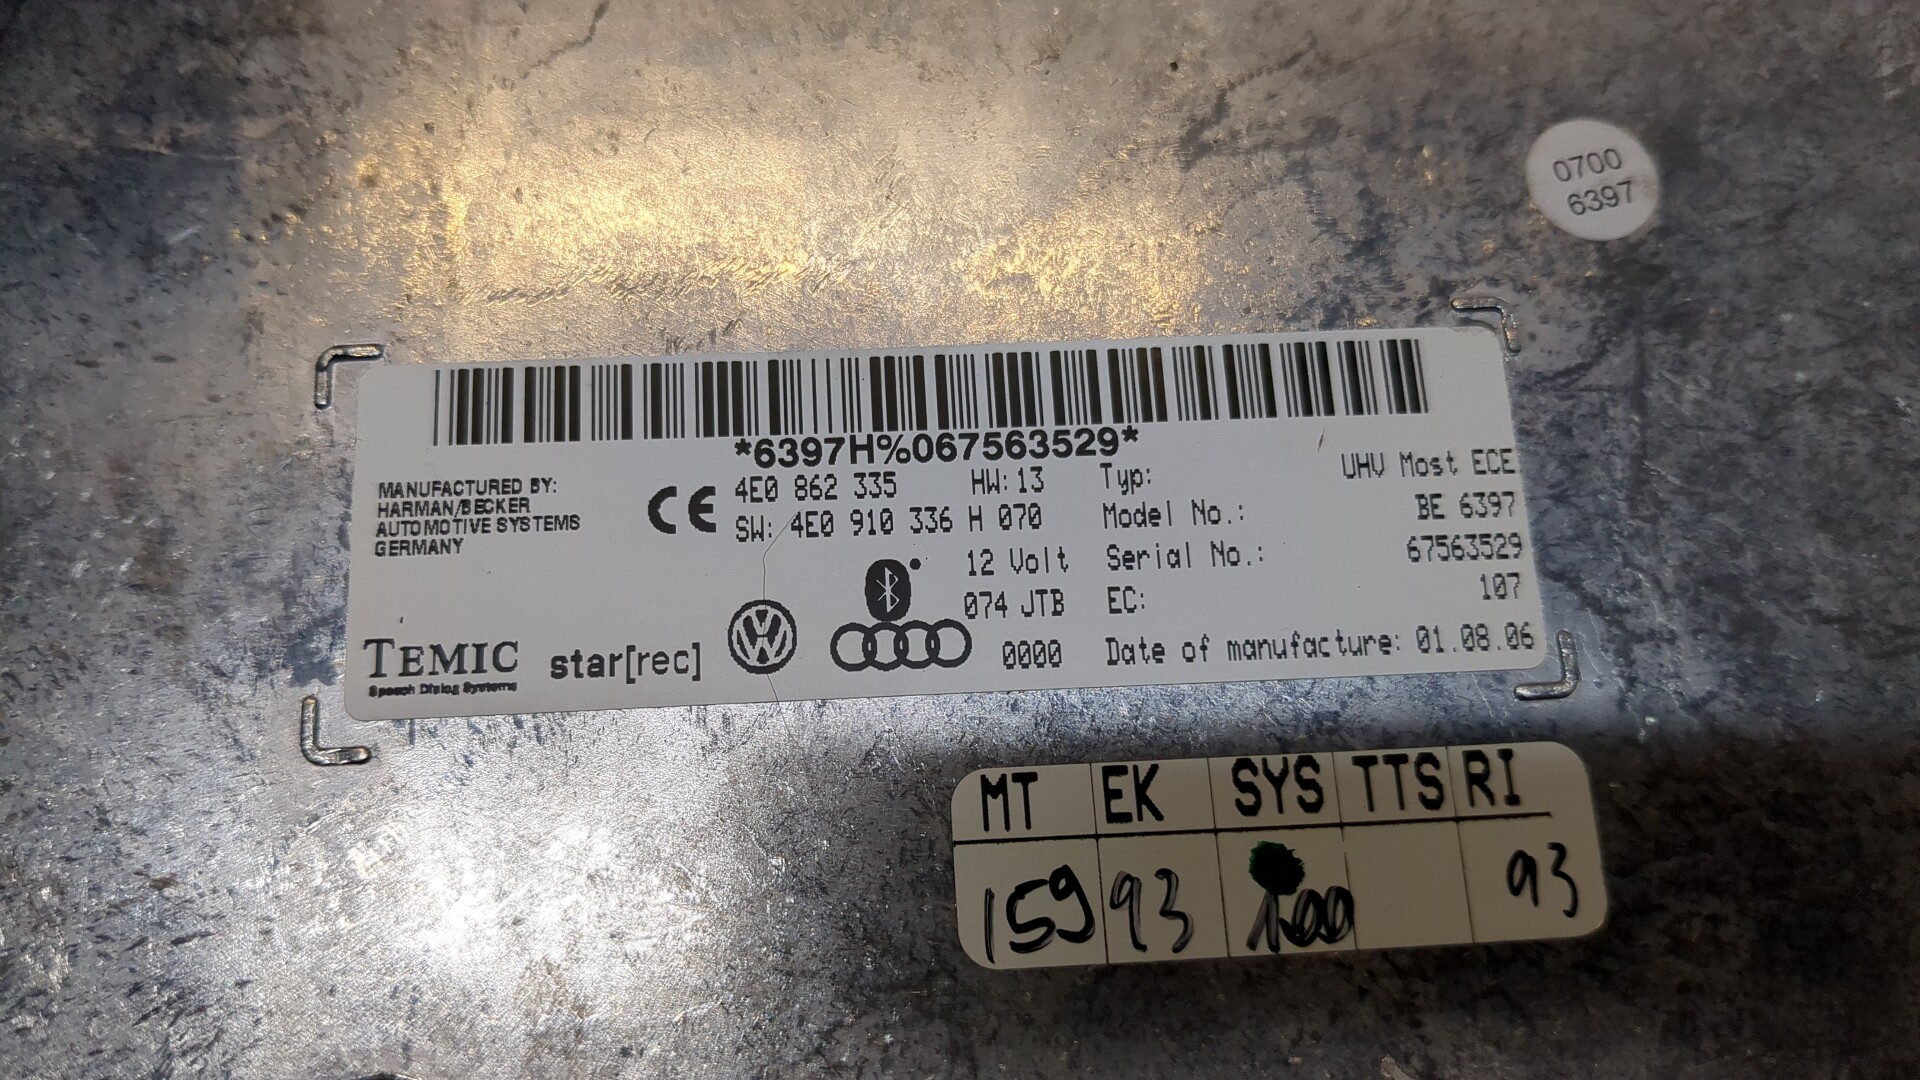 0700
6397
*6397H%067563529*
MANUFACTURED BY:
HARMAN/BECKER
AUTOMOTIVE SYSTEMS
GERMANY
CE
4E0 862 335 HW: 13
SW: 4E0 910 336 H 070
12 Volt
074 JTB
0000
Typ: UHV Most ECE
Model No.: BE 6397
Serial No.: 67563529
EC: 107
Date of manufacture: 01.08.06
TEMIC
Speech Dialog Systems
star[rec]
MT EK SYS TTS RI
159 93 100 93